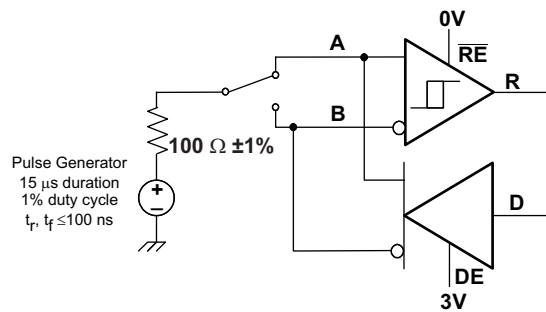 0V
A
RE
R
B
100 Ω ±1%
Pulse Generator
15 μs duration
1% duty cycle
tr, tf ≤100 ns
+
–
D
DE
3V